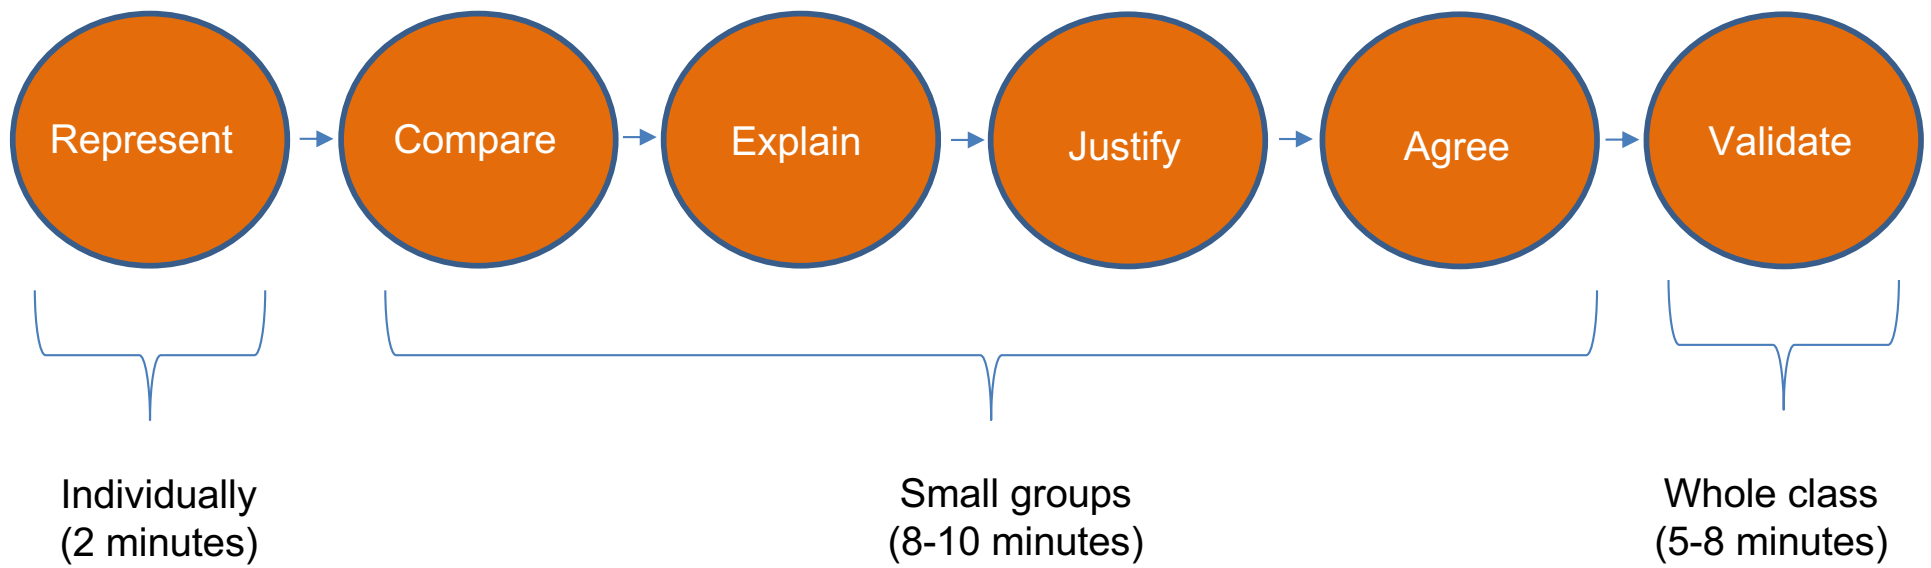 Represent
Compare
Explain
Justify
Agree
Validate
Individually
(2 minutes)
Small groups
(8-10 minutes)
Whole class
(5-8 minutes)